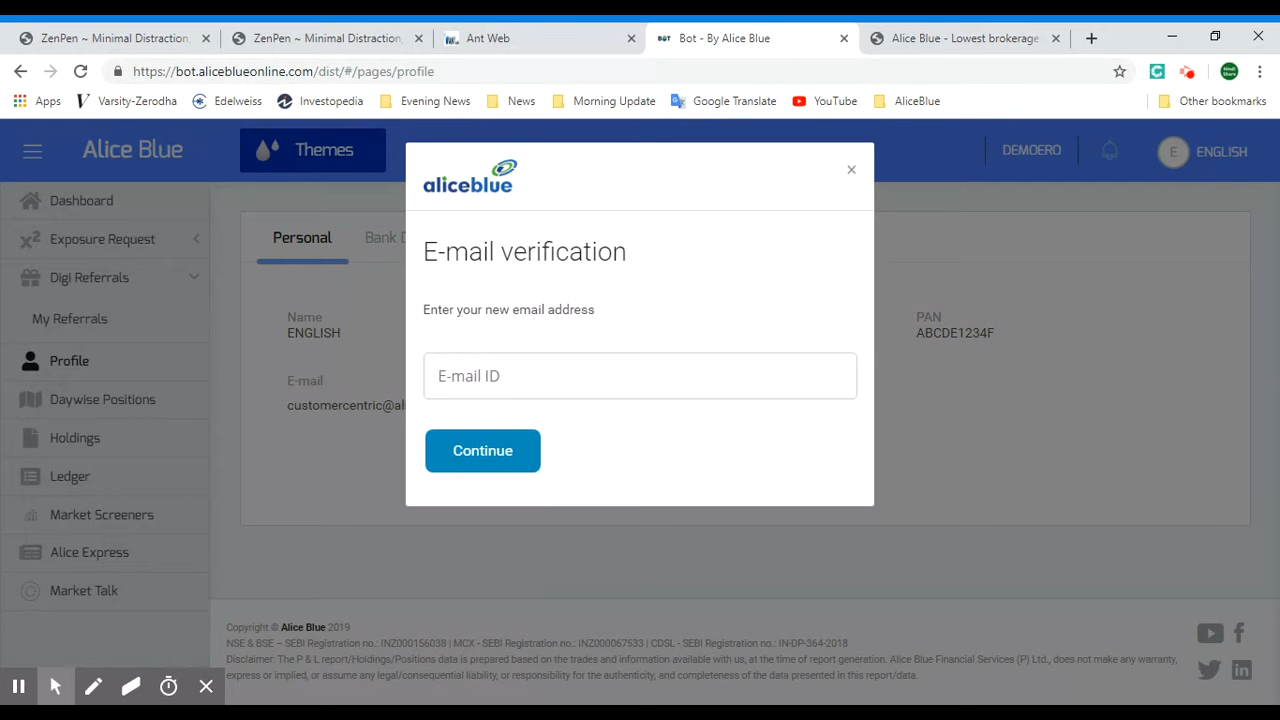 ZenPen ~ Minimal Distraction, ZenPen ~ Minimal Distraction, Ant Web Bot - By Alice Blue Alice Blue - Lowest brokerage
https://bot.aliceblueonline.com/dist/#/pages/profile
Apps Varsity-Zerodha Edelweiss Investopedia Evening News News Morning Update Google Translate YouTube AliceBlue Other bookmarks
Alice Blue Themes DEMOERO E ENGLISH
aliceblue ×
Dashboard
Exposure Request
Digi Referrals
My Referrals
Profile
Daywise Positions
Holdings
Ledger
Market Screeners
Alice Express
Market Talk
Personal Bank D
Name
ENGLISH
E-mail
customercentric@al
PAN
ABCDE1234F
E-mail verification
Enter your new email address
E-mail ID
Continue
Copyright © Alice Blue 2019
NSE & BSE – SEBI Registration no.: INZ000156038 | MCX - SEBI Registration no.: INZ000067533 | CDSL - SEBI Registration no.: IN-DP-364-2018
Disclaimer: The P & L report/Holdings/Positions data is prepared based on the trades and information available with us, at the time of report generation. Alice Blue Financial Services (P) Ltd., does not make any warranty,
express or implied, or assume any legal/consequential liability, or responsibility for the authenticity, and completeness of the data presented in this report/data.